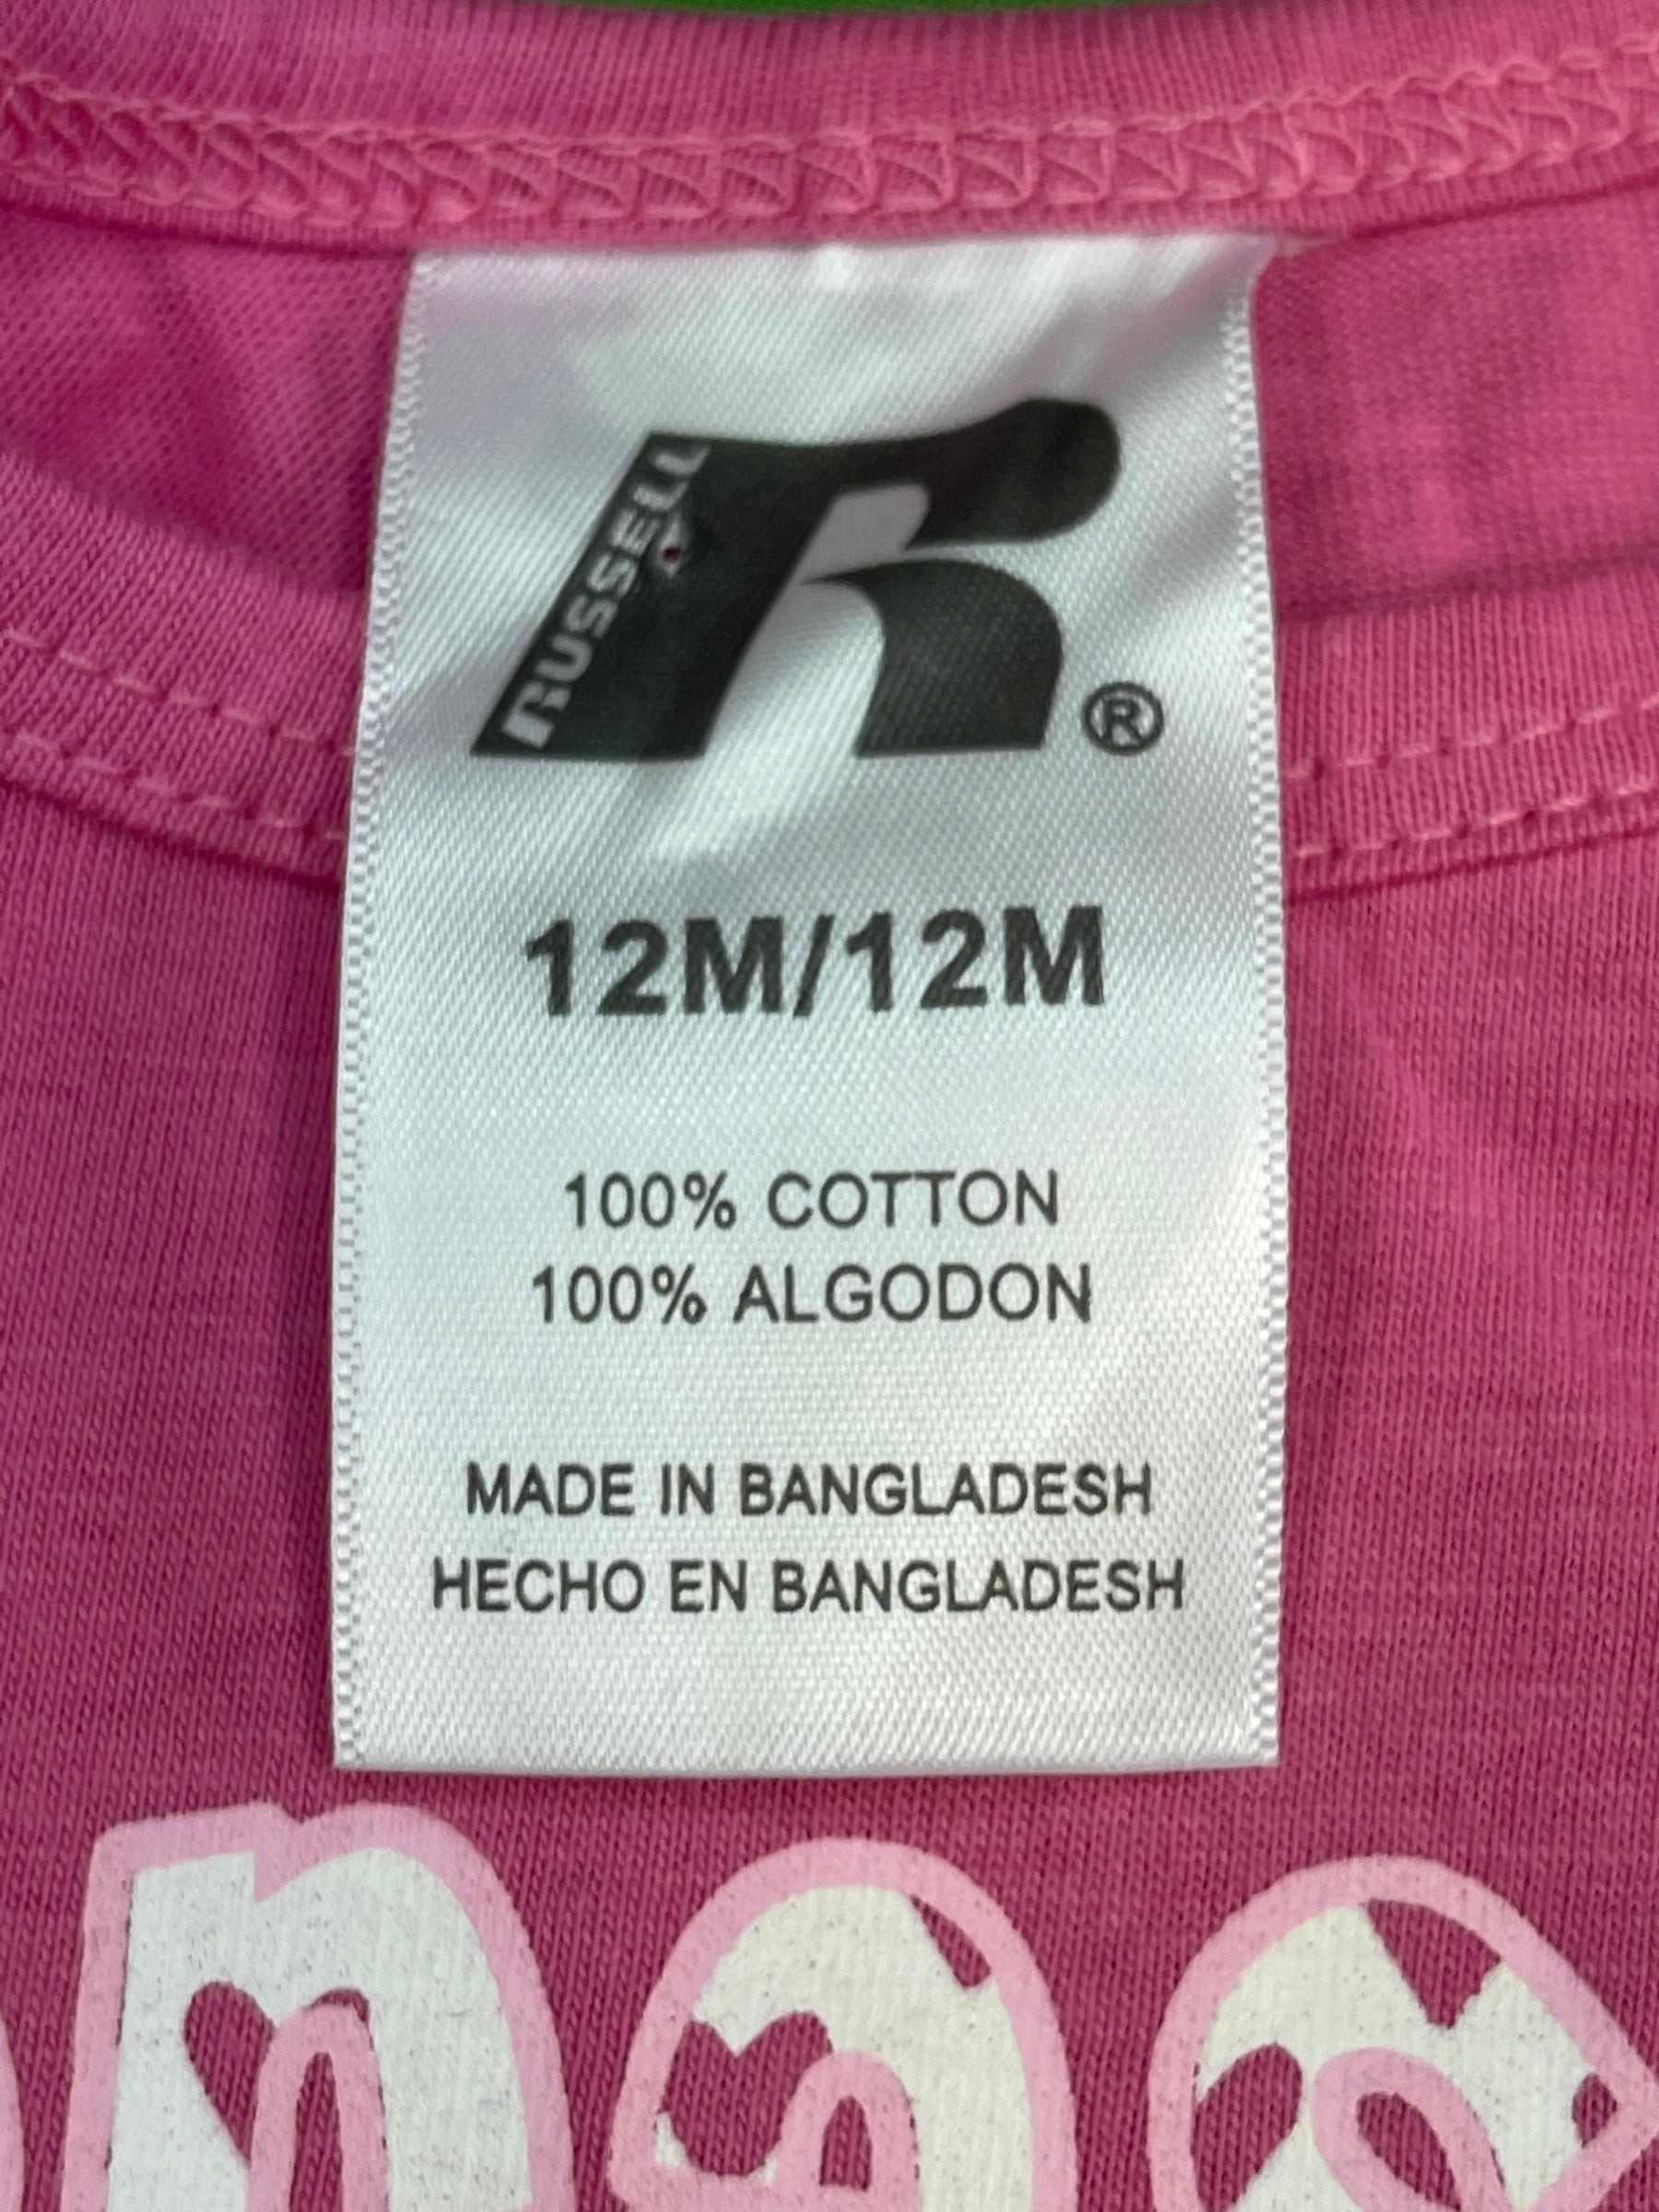 RUSSELL
R
®
12M/12M
100% COTTON
100% ALGODON
MADE IN BANGLADESH
HECHO EN BANGLADESH